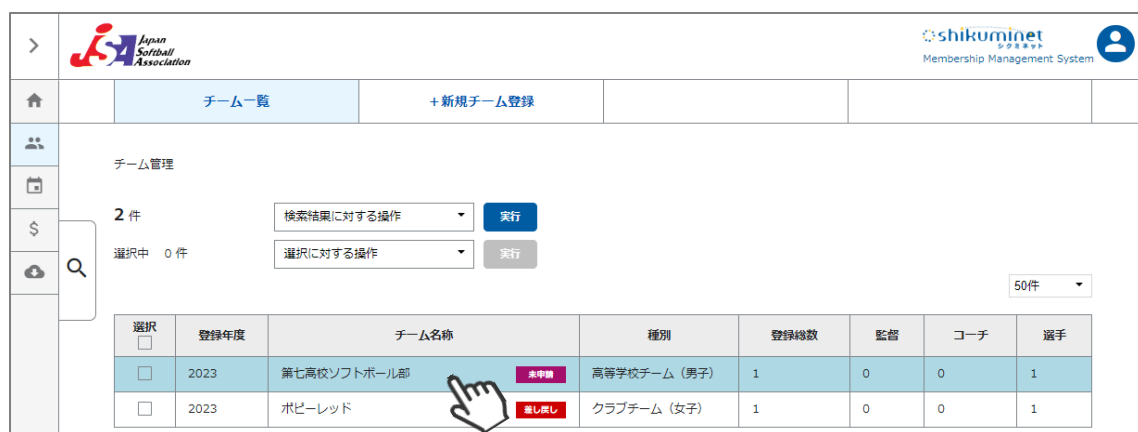 JSA Japan Softball Association
shikuminet
シクミネット
Membership Management System
チーム一覧 +新規チーム登録
チーム管理
2 件 検索結果に対する操作 実行
選択中 0 件 選択に対する操作 実行
50件
選択 登録年度 チーム名称 種別 登録総数 監督 コーチ 選手
2023 第七高校ソフトボール部 未申請 高等学校チーム（男子） 1 0 0 1
2023 ポピーレッド 差し戻し クラブチーム（女子） 1 0 0 1